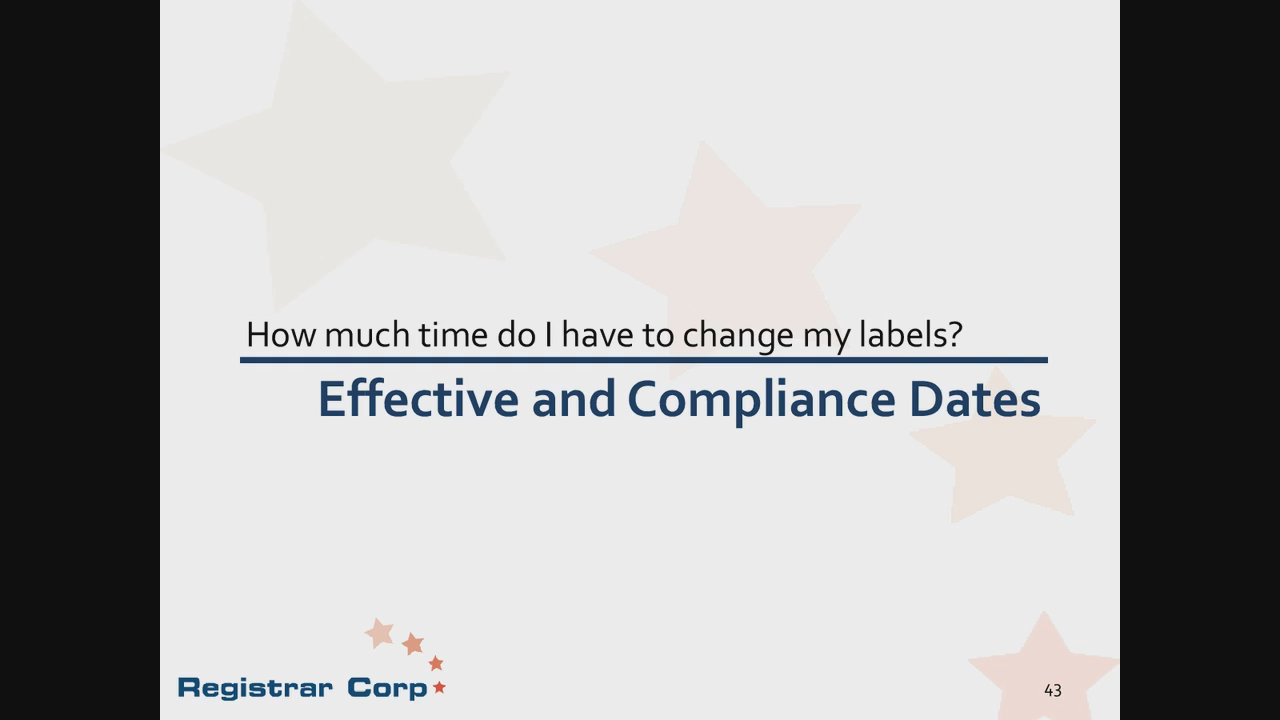 How much time do I have to change my labels?
Effective and Compliance Dates
Registrar Corp
43